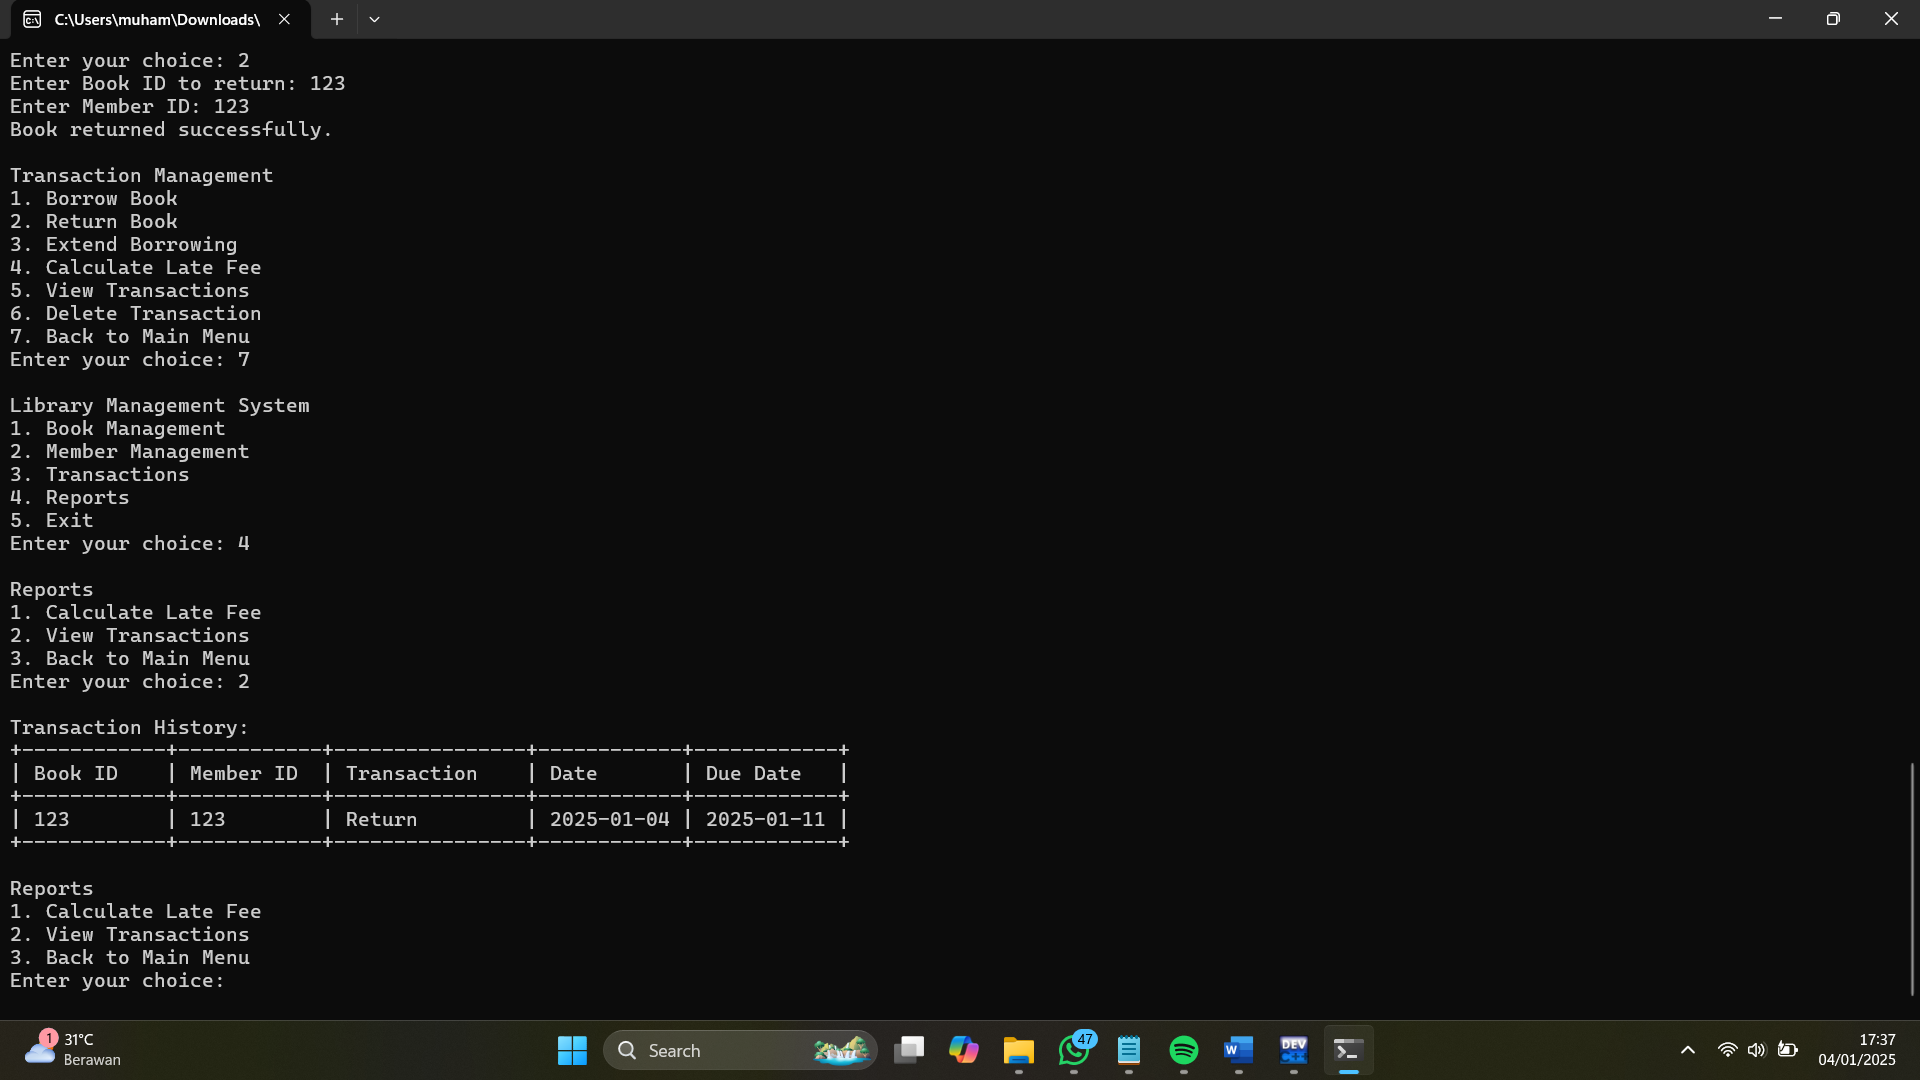 C:\Users\muham\Downloads\
Enter your choice: 2
Enter Book ID to return: 123
Enter Member ID: 123
Book returned successfully.
Transaction Management
1. Borrow Book
2. Return Book
3. Extend Borrowing
4. Calculate Late Fee
5. View Transactions
6. Delete Transaction
7. Back to Main Menu
Enter your choice: 7
Library Management System
1. Book Management
2. Member Management
3. Transactions
4. Reports
5. Exit
Enter your choice: 4
Reports
1. Calculate Late Fee
2. View Transactions
3. Back to Main Menu
Enter your choice: 2
Transaction History:
+------------+------------+----------------+------------+------------+
| Book ID    | Member ID  | Transaction    | Date       | Due Date   |
+------------+------------+----------------+------------+------------+
| 123        | 123        | Return         | 2025-01-04 | 2025-01-11 |
+------------+------------+----------------+------------+------------+
Reports
1. Calculate Late Fee
2. View Transactions
3. Back to Main Menu
Enter your choice:
1
31°C
Berawan
Search
47
W
DEV
17:37
04/01/2025